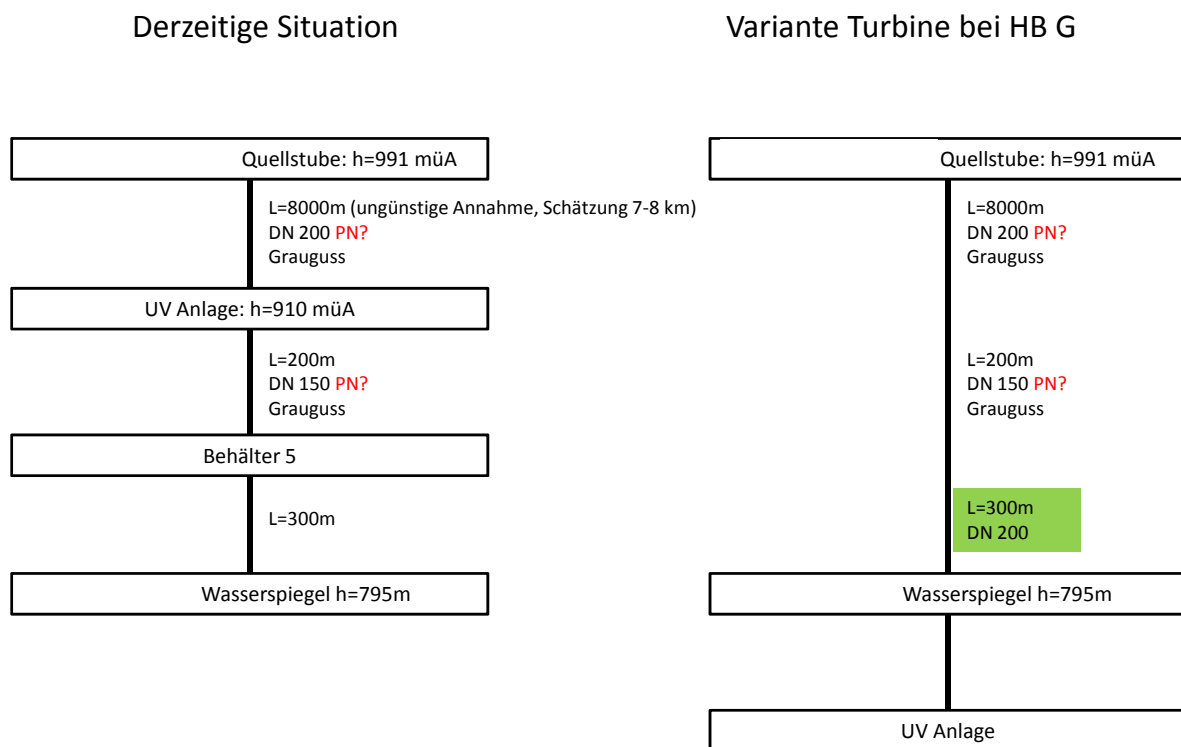 Derzeitige Situation
Quellstube: h=991 müA
L=8000m (ungünstige Annahme, Schätzung 7-8 km)
DN 200 PN?
Grauguss
UV Anlage: h=910 müA
L=200m
DN 150 PN?
Grauguss
Behälter 5
L=300m
Wasserspiegel h=795m
Variante Turbine bei HB G
Quellstube: h=991 müA
L=8000m
DN 200 PN?
Grauguss
L=200m
DN 150 PN?
Grauguss
L=300m
DN 200
Wasserspiegel h=795m
UV Anlage